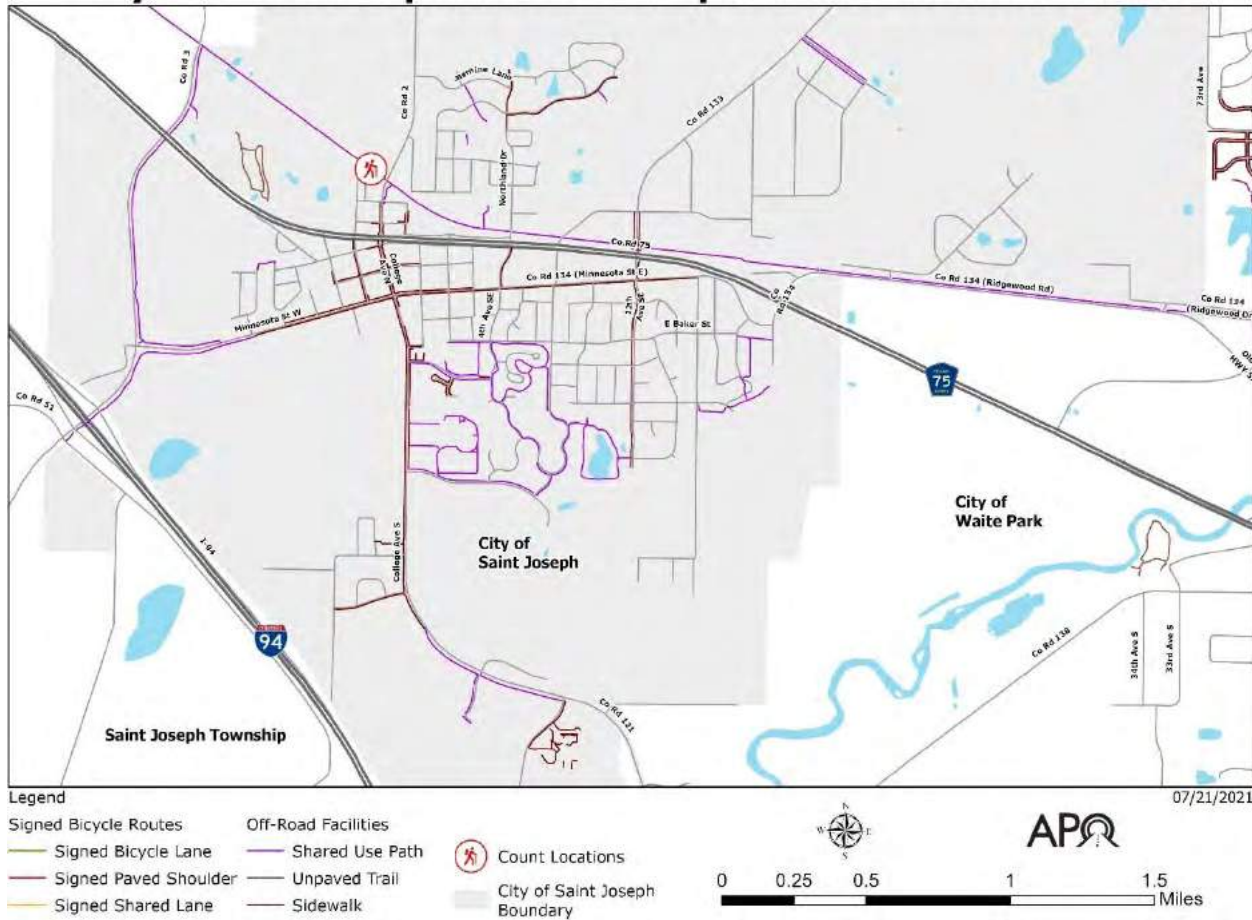 Co Rd 3
Co Rd 2
Jasmine Lane
Northland Dr
Co Rd 133
73rd Ave
College
Ave N
Co Rd 75
Co Rd 134 (Minnesota St E)
Co Rd 134 (Ridgewood Rd)
Co Rd 134
(Ridgewood Dr
Co
Rd 134
Minnesota St W
4th Ave SE
12th
Ave SE
E Baker St
75
Co Rd 51
I-94
94
College Ave S
City of
Saint Joseph
City of
Waite Park
Co Rd 138
34th Ave S
33rd Ave S
Co Rd 121
Saint Joseph Township
Legend
07/21/2021
Signed Bicycle Routes
Signed Bicycle Lane
Signed Paved Shoulder
Signed Shared Lane
Off-Road Facilities
Shared Use Path
Unpaved Trail
Sidewalk
Count Locations
City of Saint Joseph
Boundary
N
W E
S
APO
0 0.25 0.5 1 1.5
Miles